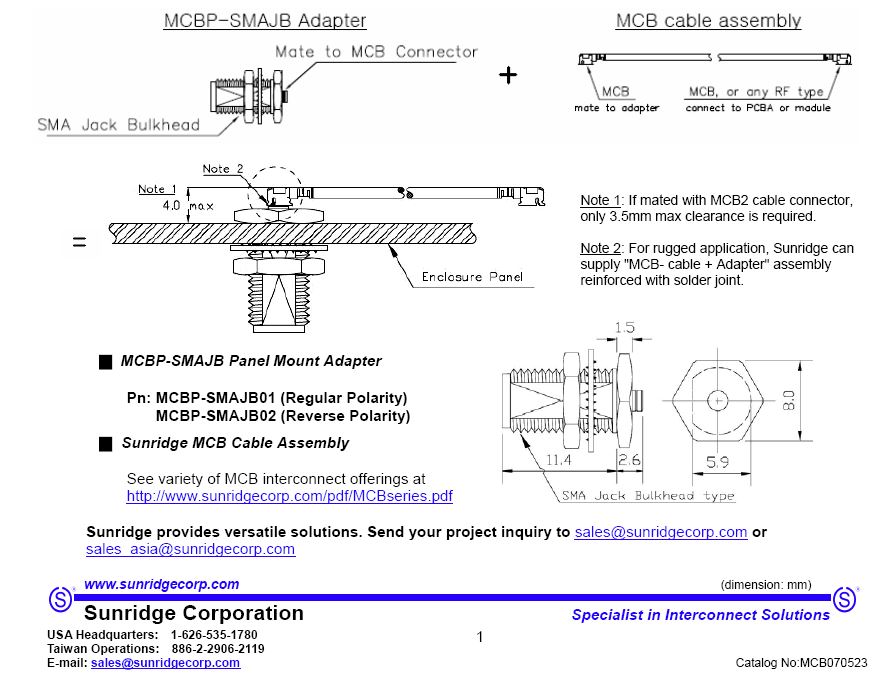 MCBP-SMAJB Adapter
MCB cable assembly
Mate to MCB Connector
+
SMA Jack Bulkhead
MCB
mate to adapter
MCB, or any RF type
connect to PCBA or madule
Note 2
Note 1
4.0 max
=
Enclosure Panel
Note 1: If mated with MCB2 cable connector,
only 3.5mm max clearance is required.
Note 2: For rugged application, Sunridge can
supply "MCB- cable + Adapter" assembly
reinforced with solder joint.
MCBP-SMAJB Panel Mount Adapter
Pn: MCBP-SMAJB01 (Regular Polarity)
MCBP-SMAJB02 (Reverse Polarity)
Sunridge MCB Cable Assembly
See variety of MCB interconnect offerings at
http://www.sunridgecorp.com/pdf/MCBseries.pdf
1.5
8.0
11.4
2.6
5.9
SMA Jack Bulkhead type
Sunridge provides versatile solutions. Send your project inquiry to sales@sunridgecorp.com or
sales_asia@sunridgecorp.com
www.sunridgecorp.com
(dimension: mm)
S
®
S
®
Sunridge Corporation
Specialist in Interconnect Solutions
USA Headquarters: 1-626-535-1780
Taiwan Operations: 886-2-2906-2119
E-mail: sales@sunridgecorp.com
1
Catalog No:MCB070523